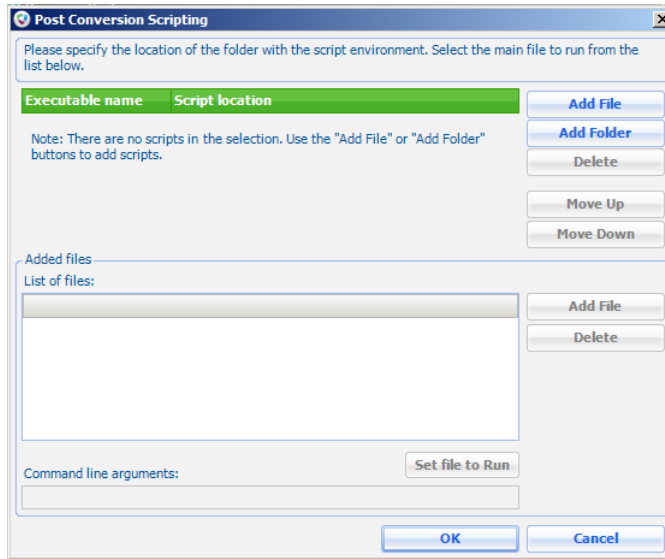 Post Conversion Scripting
Please specify the location of the folder with the script environment. Select the main file to run from the
list below.
Executable name Script location
Add File
Note: There are no scripts in the selection. Use the "Add File" or "Add Folder"
buttons to add scripts.
Add Folder
Delete
Move Up
Move Down
Added files
List of files:
Add File
Delete
Set file to Run
Command line arguments:
OK
Cancel